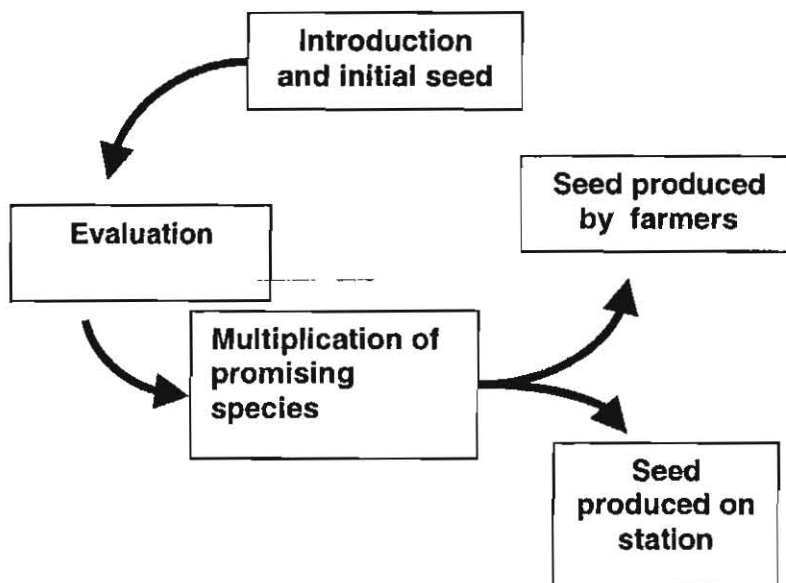 Introduction
and initial seed
Evaluation
Multiplication of
promising
species
Seed produced
by farmers
Seed
produced on
station